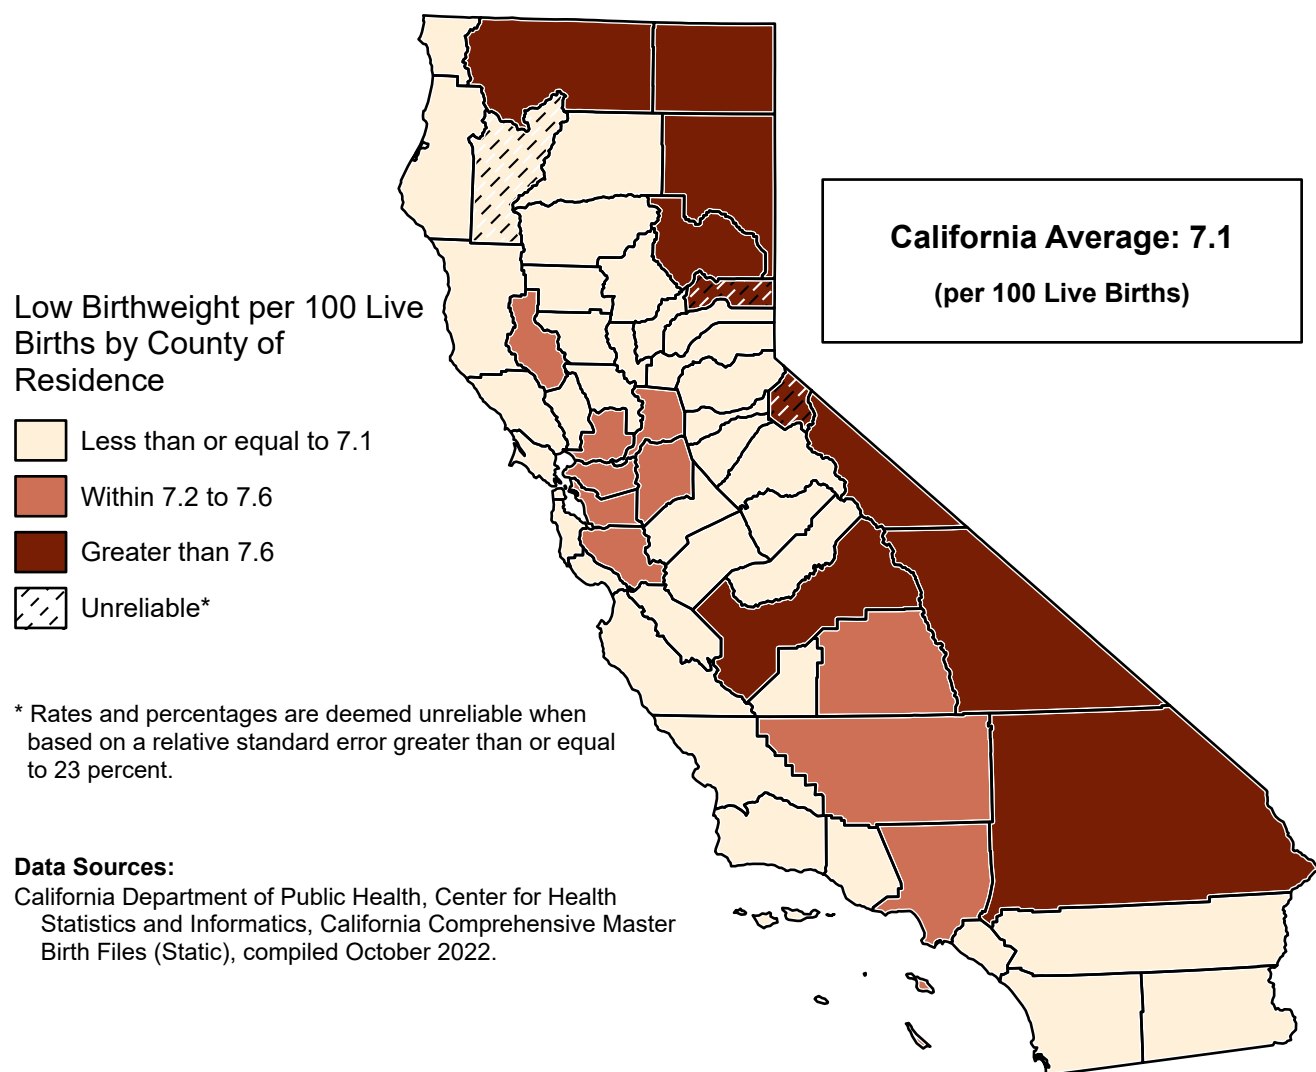 California Average: 7.1
(per 100 Live Births)
Low Birthweight per 100 Live
Births by County of
Residence
Less than or equal to 7.1
Within 7.2 to 7.6
Greater than 7.6
Unreliable*
* Rates and percentages are deemed unreliable when
based on a relative standard error greater than or equal
to 23 percent.
Data Sources:
California Department of Public Health, Center for Health
Statistics and Informatics, California Comprehensive Master
Birth Files (Static), compiled October 2022.